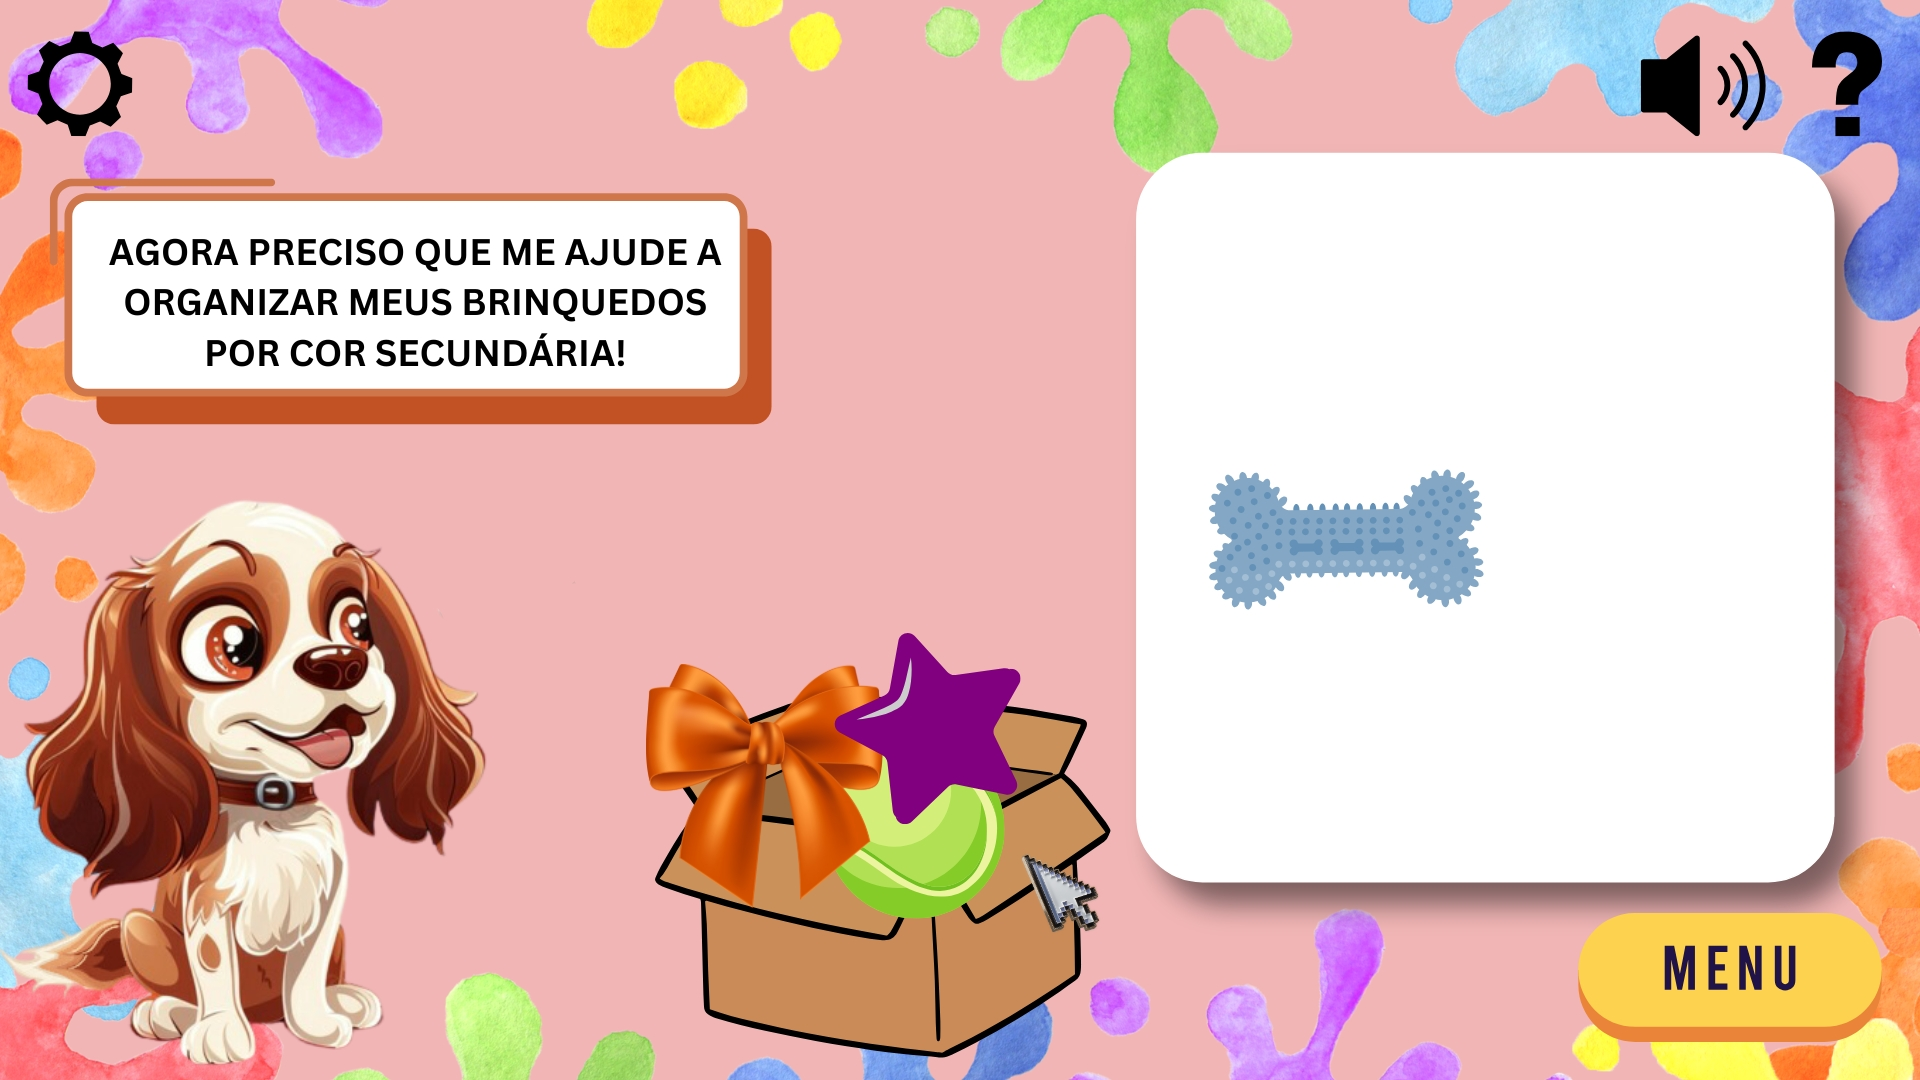 AGORA PRECISO QUE ME AJUDE A
ORGANIZAR MEUS BRINQUEDOS
POR COR SECUNDÁRIA!
?
MENU